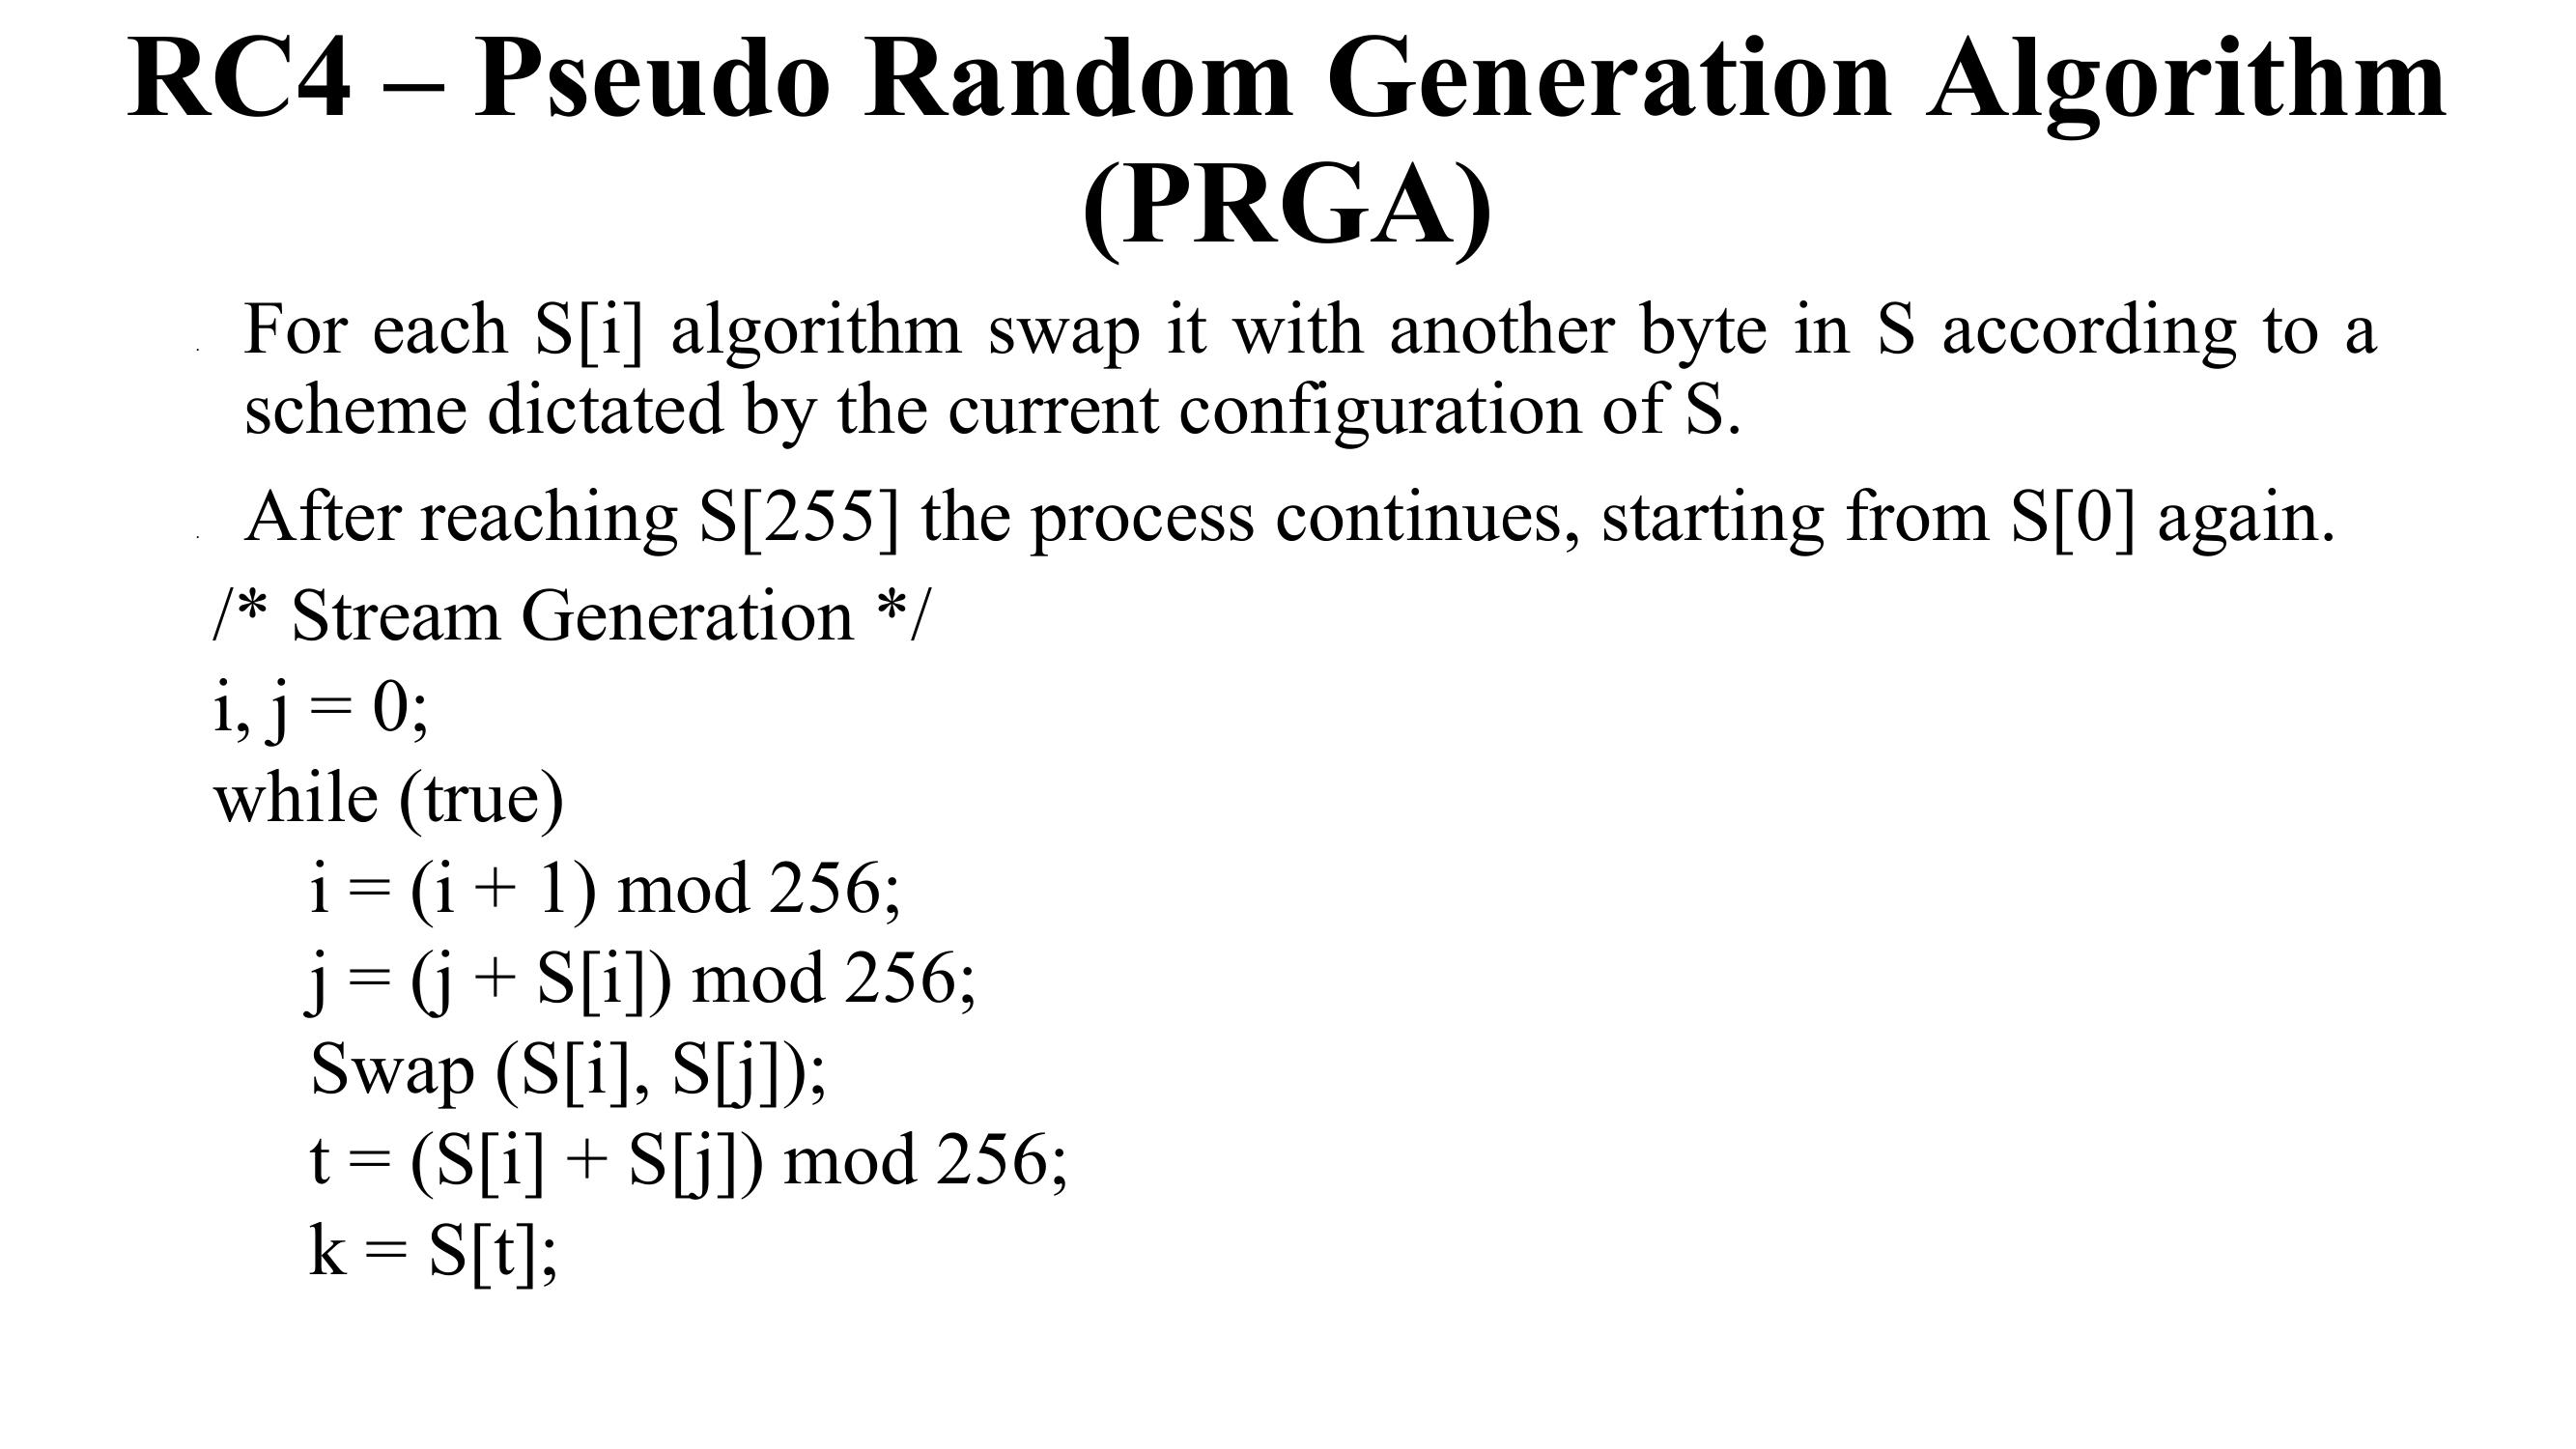 RC4 – Pseudo Random Generation Algorithm
(PRGA)
For each S[i] algorithm swap it with another byte in S according to a
scheme dictated by the current configuration of S.
After reaching S[255] the process continues, starting from S[0] again.
/* Stream Generation */
i, j = 0;
while (true)
i = (i + 1) mod 256;
j = (j + S[i]) mod 256;
Swap (S[i], S[j]);
t = (S[i] + S[j]) mod 256;
k = S[t];